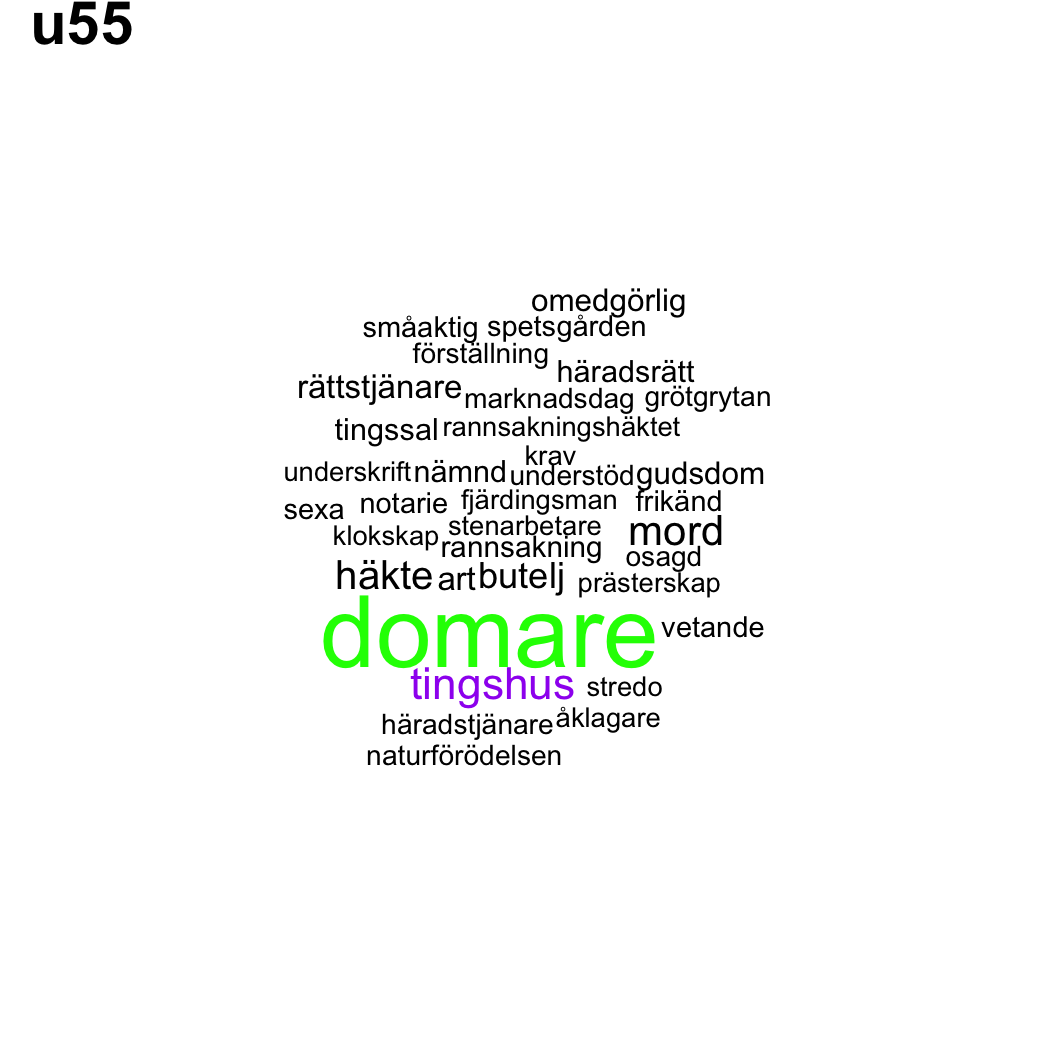 u55
omedgörlig
småaktig spetsgården
förställning
häradsrätt
rättstjänare marknadsdag grötgrytan
tingssal rannsakningshäktet
krav
underskrift nämnd understöd gudsdom
sexa notarie fjärdingsman frikänd
klokskap stenarbetare mord
rannsakning osagd
häkte art butelj prästerskap
domare vetande
tingshus stredo
häradstjänare åklagare
naturförödelsen